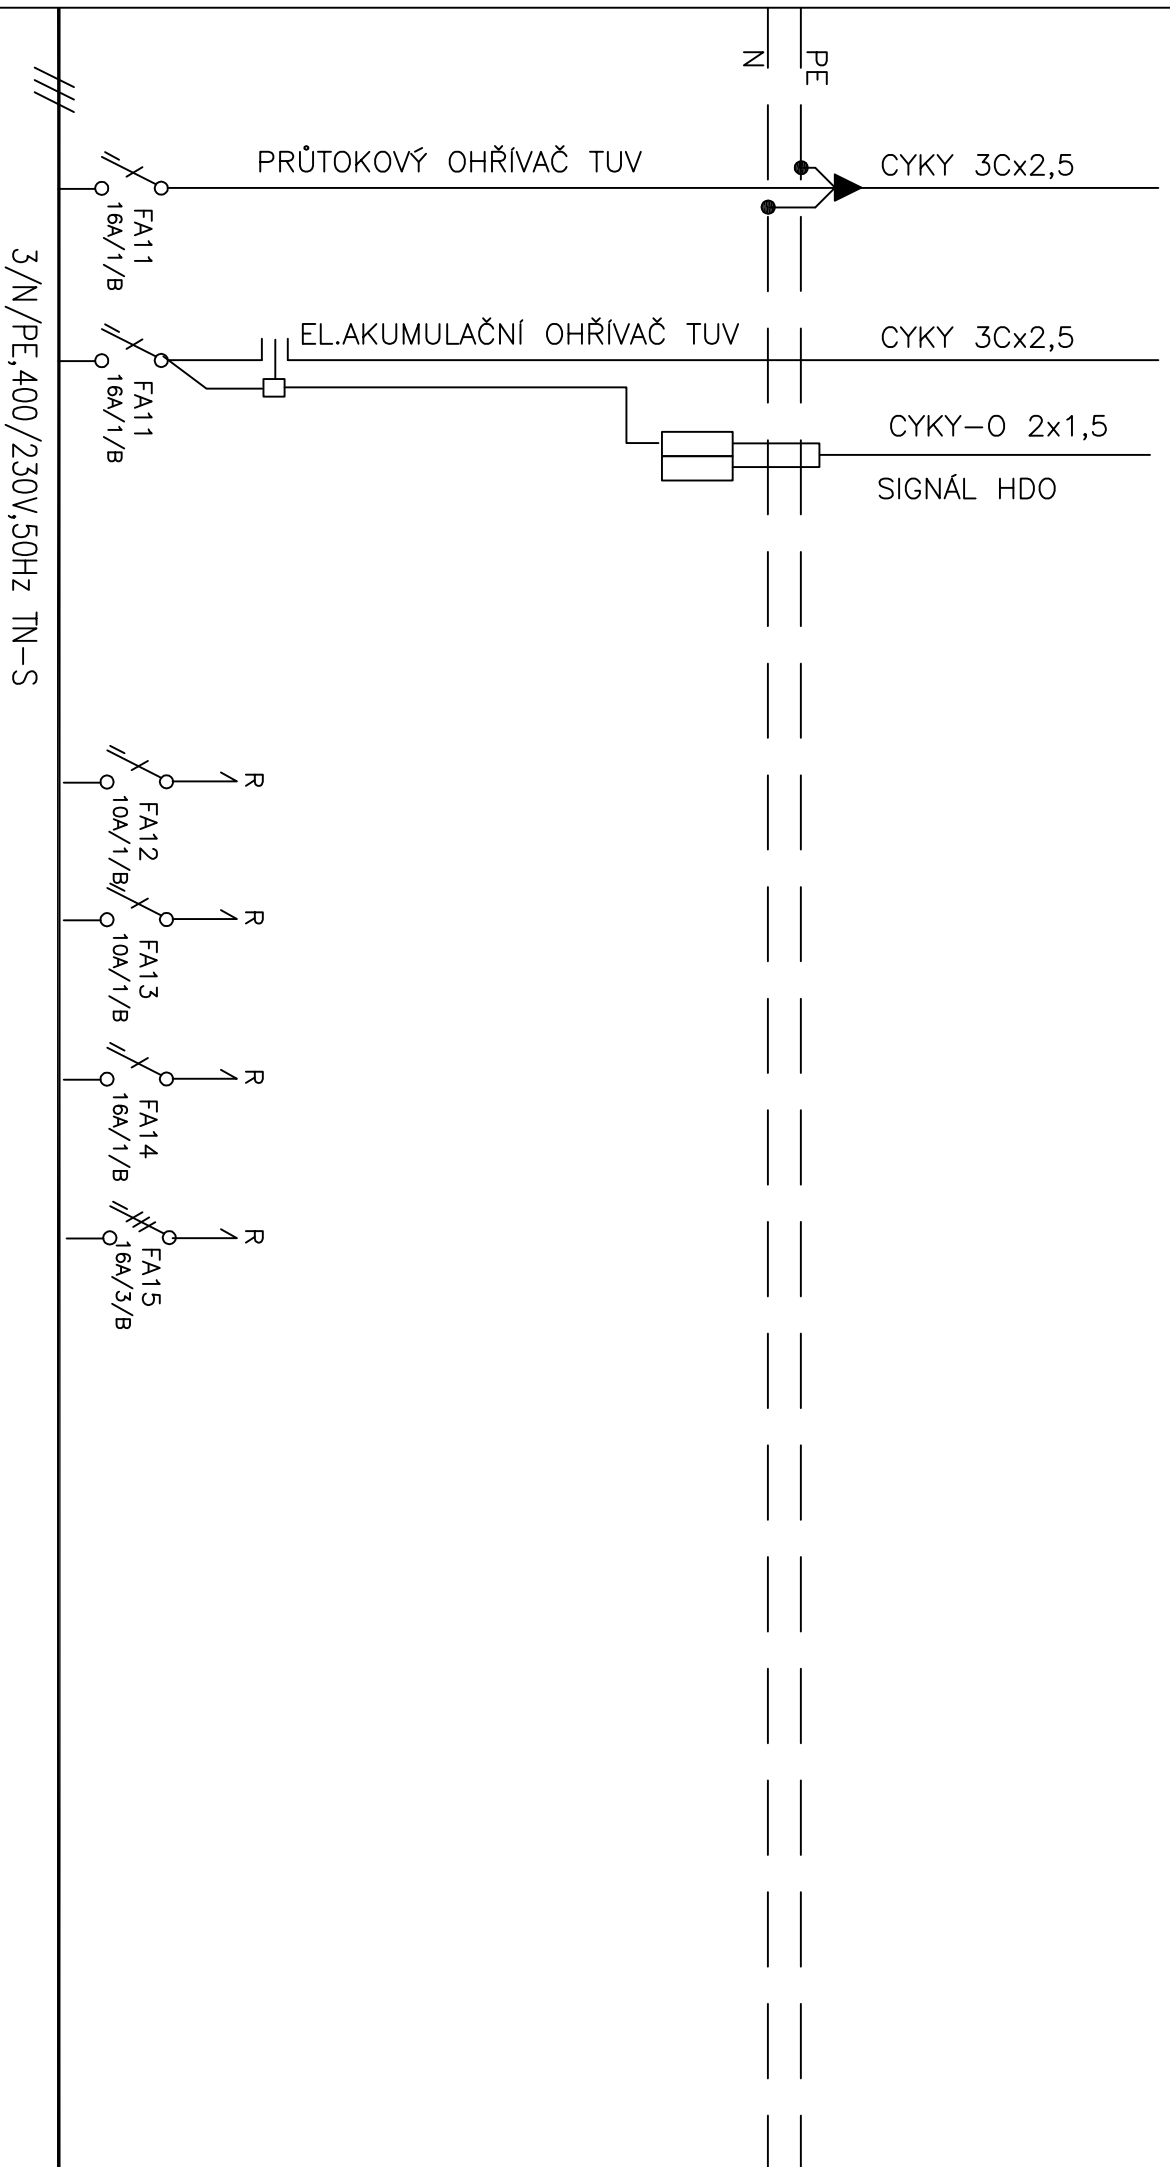 N
PE
PRŮTOKOVÝ OHŘÍVAČ TUV
CYKY 3Cx2,5
FA11
16A/1/B
EL.AKUMULAČNÍ OHŘÍVAČ TUV
CYKY 3Cx2,5
FA11
16A/1/B
CYKY-O 2x1,5
SIGNÁL HDO
3/N/PE,400/230V,50Hz TN-S
R
FA12
10A/1/B
R
FA13
10A/1/B
R
FA14
16A/1/B
R
FA15
16A/3/B